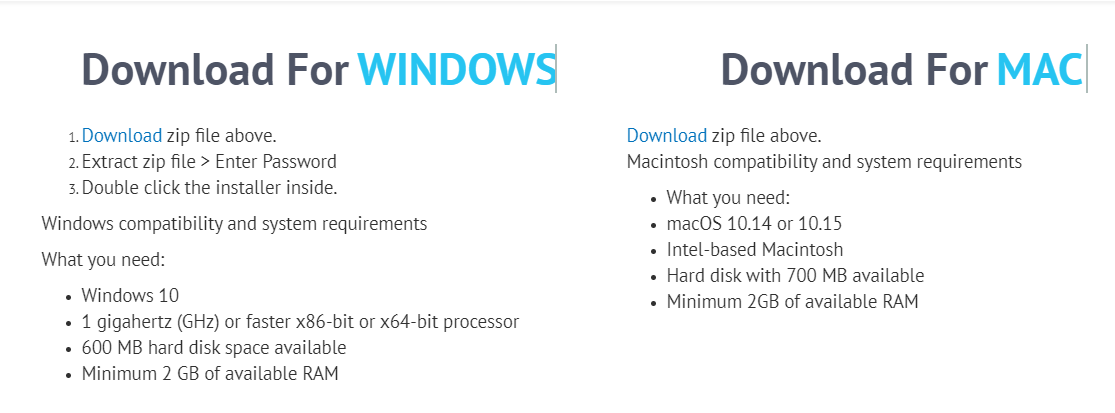 Download For WINDOWS
1. Download zip file above.
2. Extract zip file > Enter Password
3. Double click the installer inside.
Windows compatibility and system requirements
What you need:
• Windows 10
• 1 gigahertz (GHz) or faster x86-bit or x64-bit processor
• 600 MB hard disk space available
• Minimum 2 GB of available RAM
Download For MAC
Download zip file above.
Macintosh compatibility and system requirements
• What you need:
• macOS 10.14 or 10.15
• Intel-based Macintosh
• Hard disk with 700 MB available
• Minimum 2GB of available RAM